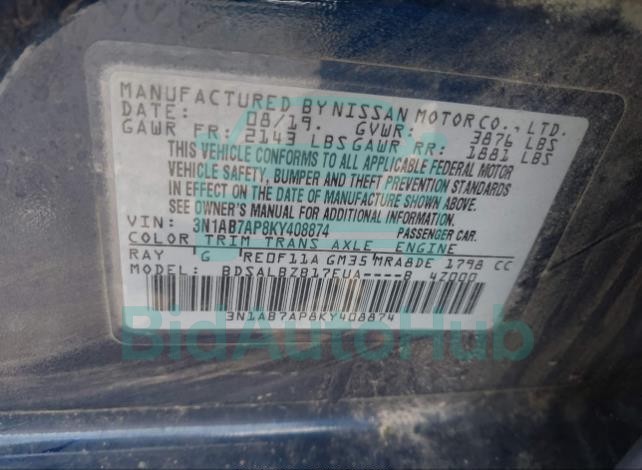 MANUFACTURED BY NISSAN MOTOR CO., LTD.
DATE: 08/19. GVWR: 3876 LBS
GAWR FR: 2143 LBS GAWR RR: 1881 LBS
THIS VEHICLE CONFORMS TO ALL APPLICABLE FEDERAL MOTOR
VEHICLE SAFETY, BUMPER AND THEFT PREVENTION STANDARDS
IN EFFECT ON THE DATE OF MANUFACTURE SHOWN ABOVE.
SEE OWNER'S MANUAL FOR ADDITIONAL INFORMATION.
VIN: 3N1AB7AP8KY408874 PASSENGER CAR.
COLOR TRIM TRANS AXLE ENGINE
RAY G RE0F11A GM35 MRA8DE 1798 CC
MODEL: BDSALBZB17EUA----B 4Z000
3N1AB7AP8KY408874
BidAutoHub